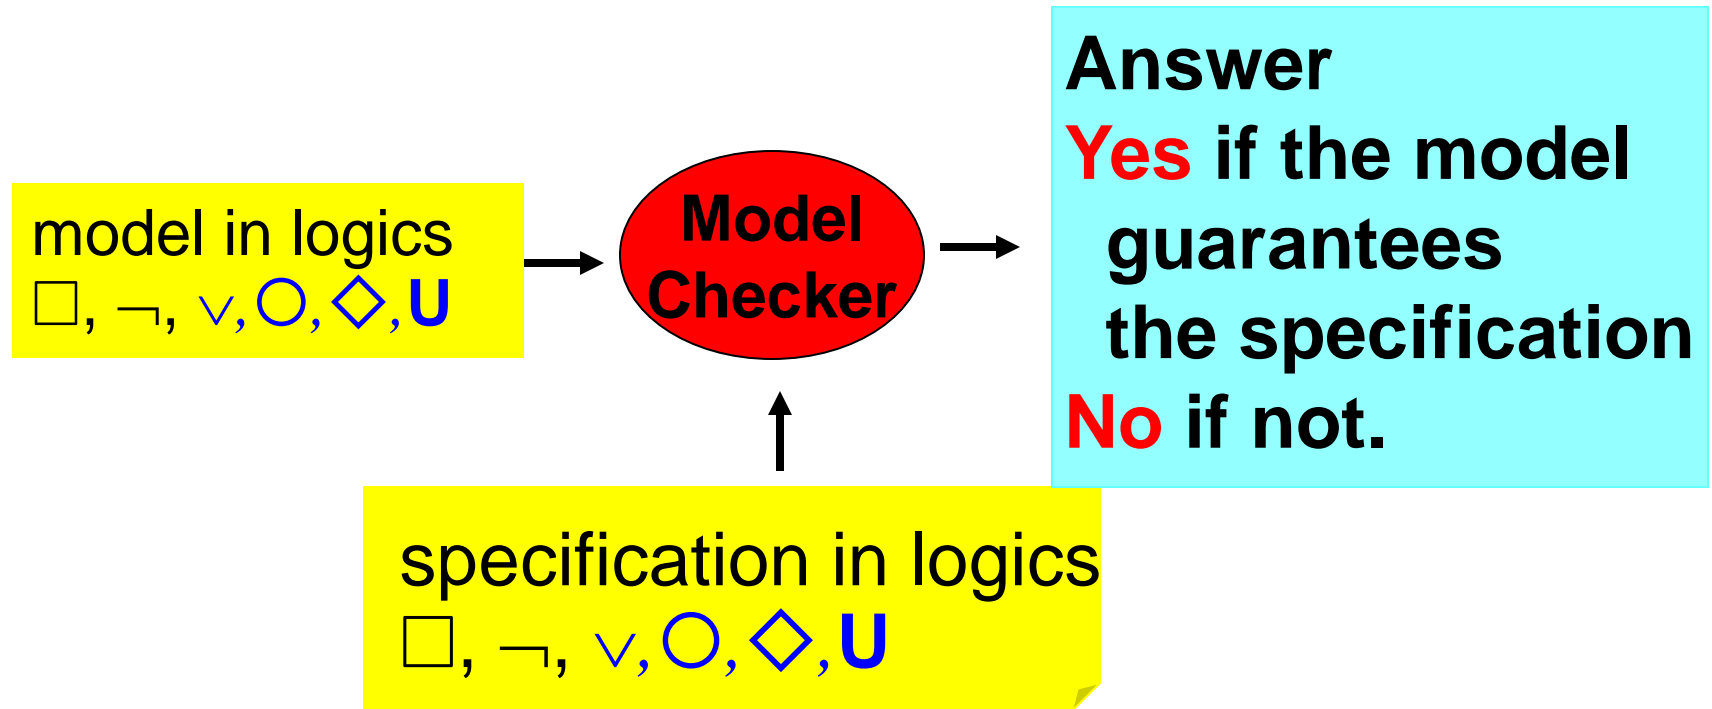 model in logics
□, ¬, ∨,○,◇,U
Model
Checker
Answer
Yes if the model
guarantees
the specification
No if not.
specification in logics
□, ¬, ∨,○,◇,U